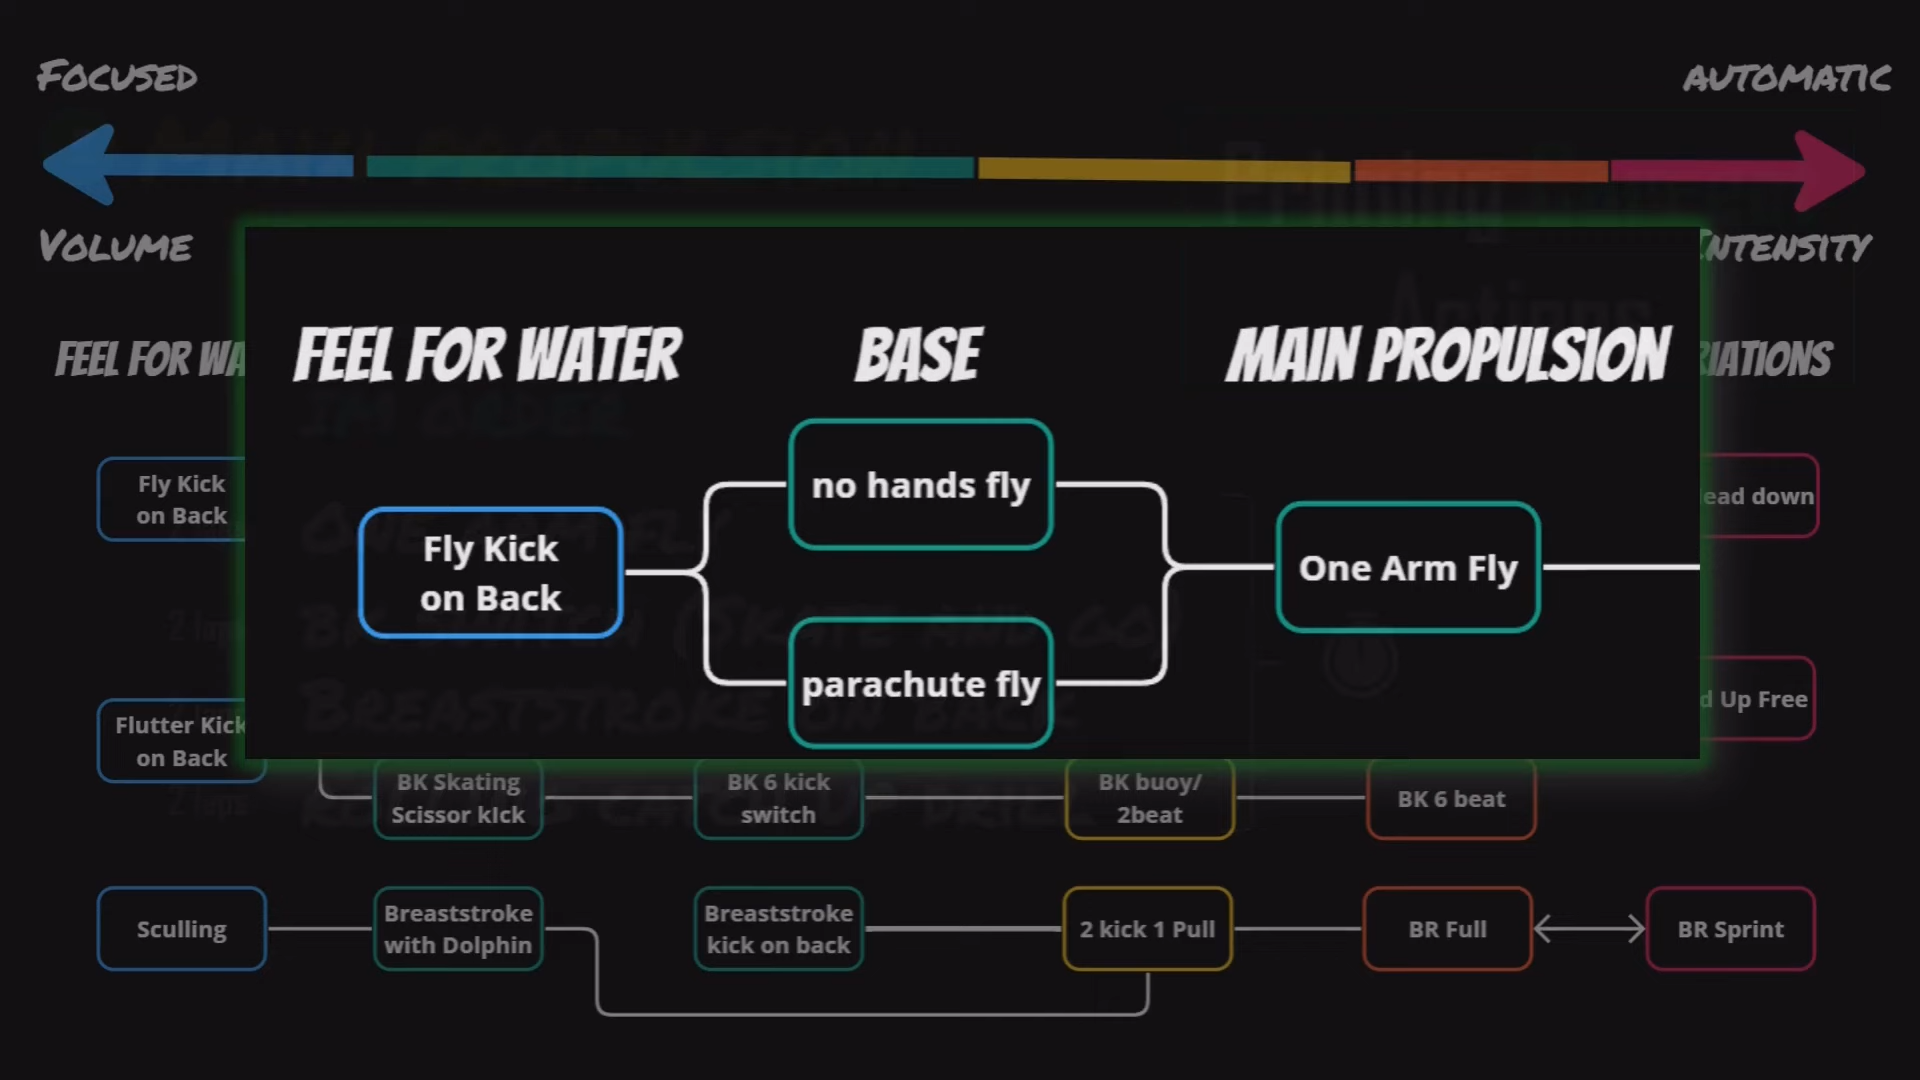 FOCUSED
AUTOMATIC
VOLUME
INTENSITY
FEEL FOR WA
RIATIONS
FEEL FOR WATER
BASE
MAIN PROPULSION
Fly Kick
on Back
ead down
Fly Kick
on Back
no hands fly
parachute fly
One Arm Fly
Flutter Kick
on Back
d Up Free
BK Skating
Scissor kIck
BK 6 kick
switch
BK buoy/
2beat
BK 6 beat
Sculling
Breaststroke
with Dolphin
Breaststroke
kick on back
2 kick 1 Pull
BR Full
BR Sprint